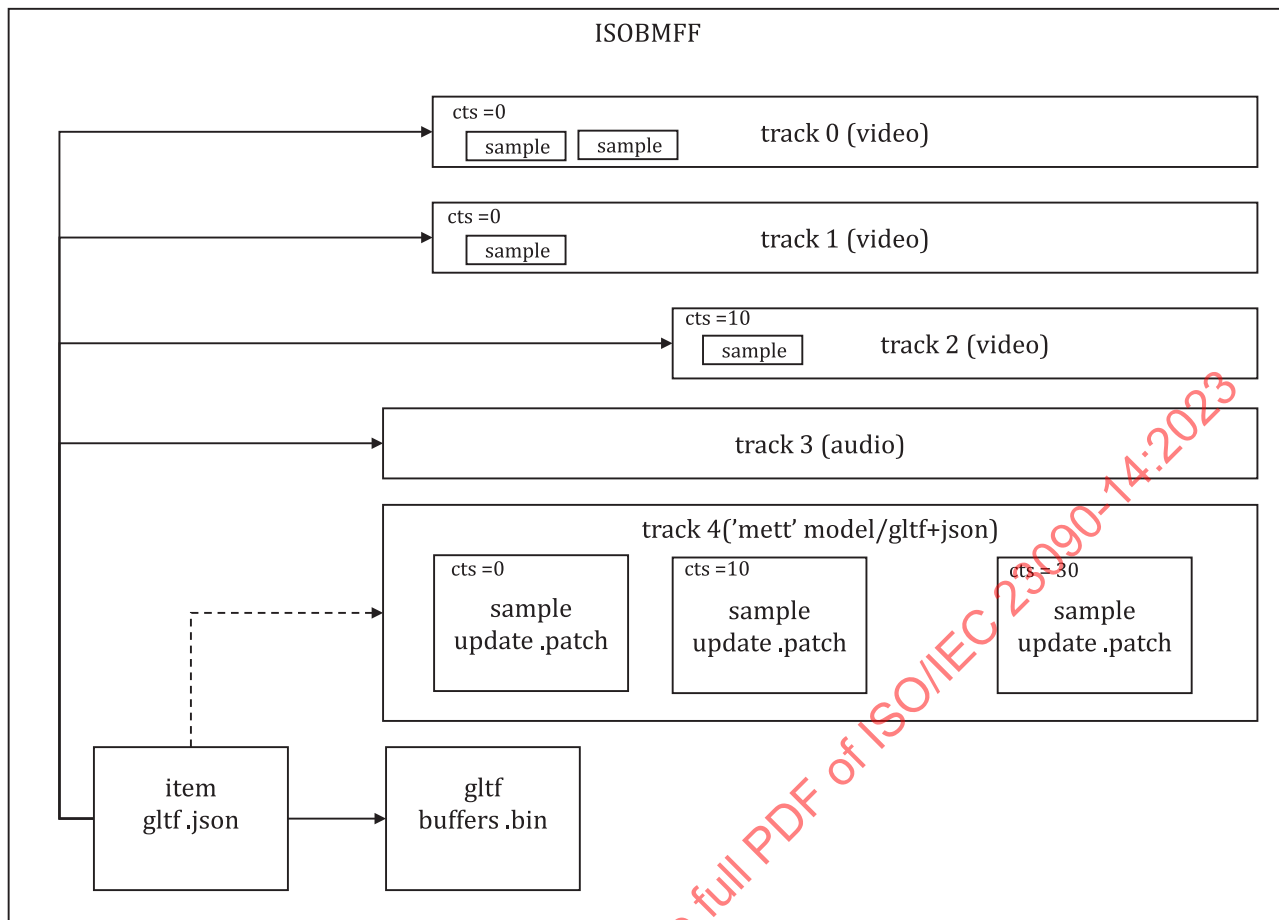 ISOBMFF
cts =0
sample
sample
track 0 (video)
cts =0
sample
track 1 (video)
cts =10
sample
track 2 (video)
track 3 (audio)
track 4('mett' model/gltf+json)
cts =0
sample
update .patch
cts =10
sample
update .patch
cts = 30
sample
update .patch
item
gltf .json
gltf
buffers .bin
full PDF of ISO/IEC 23090-14:2023